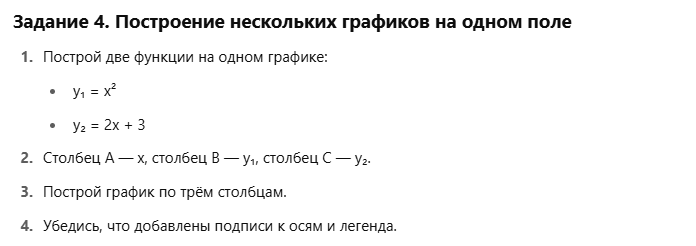 Задание 4. Построение нескольких графиков на одном поле
1. Построй две функции на одном графике:
• y₁ = x²
• y₂ = 2x + 3
2. Столбец A — x, столбец B — y₁, столбец C — y₂.
3. Построй график по трём столбцам.
4. Убедись, что добавлены подписи к осям и легенда.